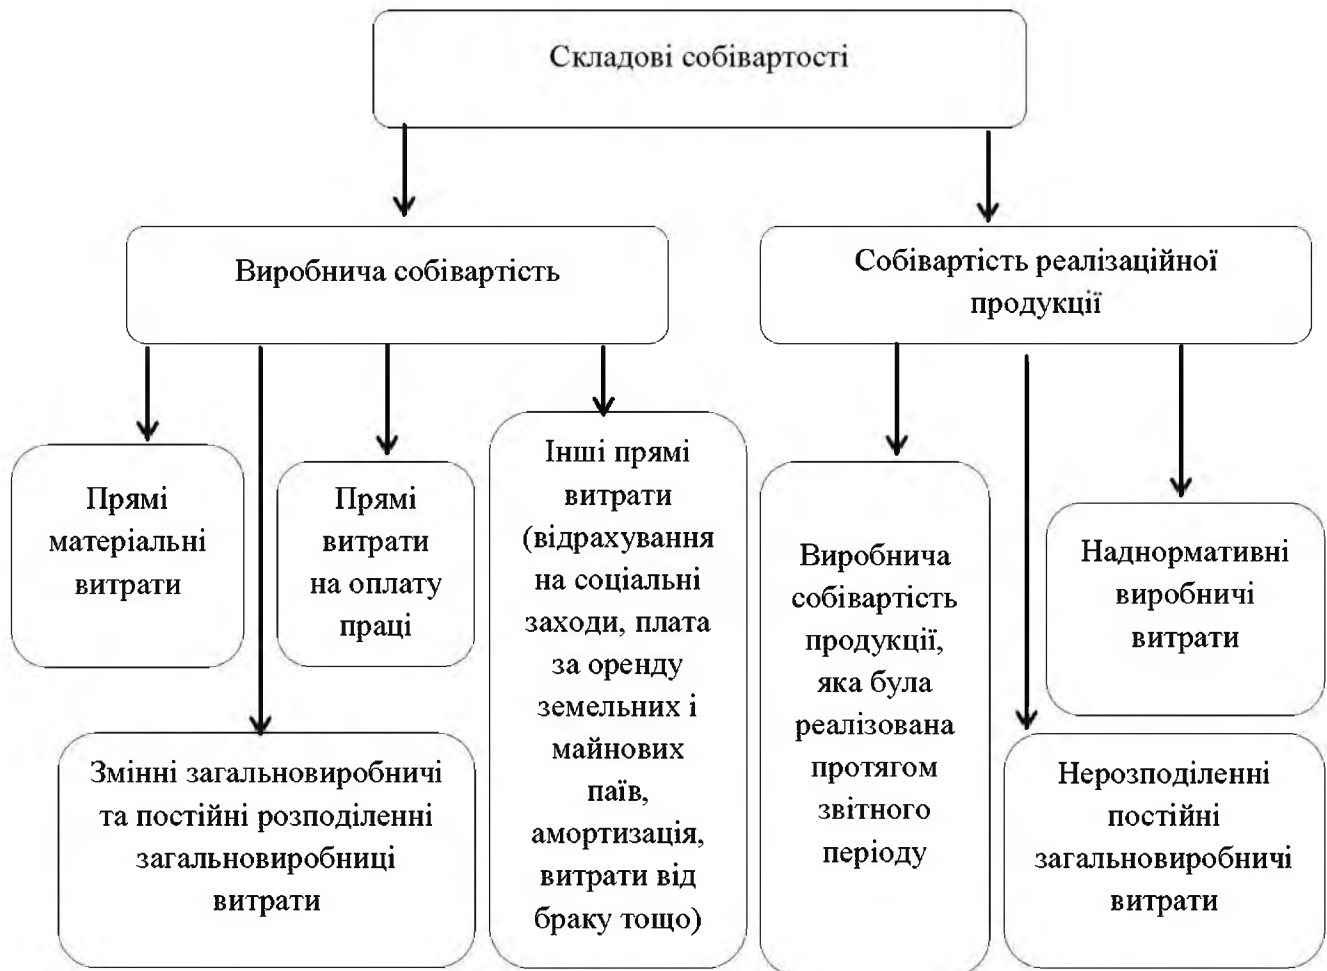 Складові собівартості
Виробнича собівартість
Собівартість реалізаційної
продукції
Прямі
матеріальні
витрати
Прямі
витрати
на оплату
праці
Інші прямі
витрати
(відрахування
на соціальні
заходи, плата
за оренду
земельних і
майнових
паїв,
амортизація,
витрати від
браку тощо)
Виробнича
собівартість
продукції,
яка була
реалізована
протягом
звітного
періоду
Наднормативні
виробничі
витрати
Змінні загальновиробничі
та постійні розподіленні
загальновиробниці
витрати
Нерозподіленні
постійні
загальновиробничі
витрати